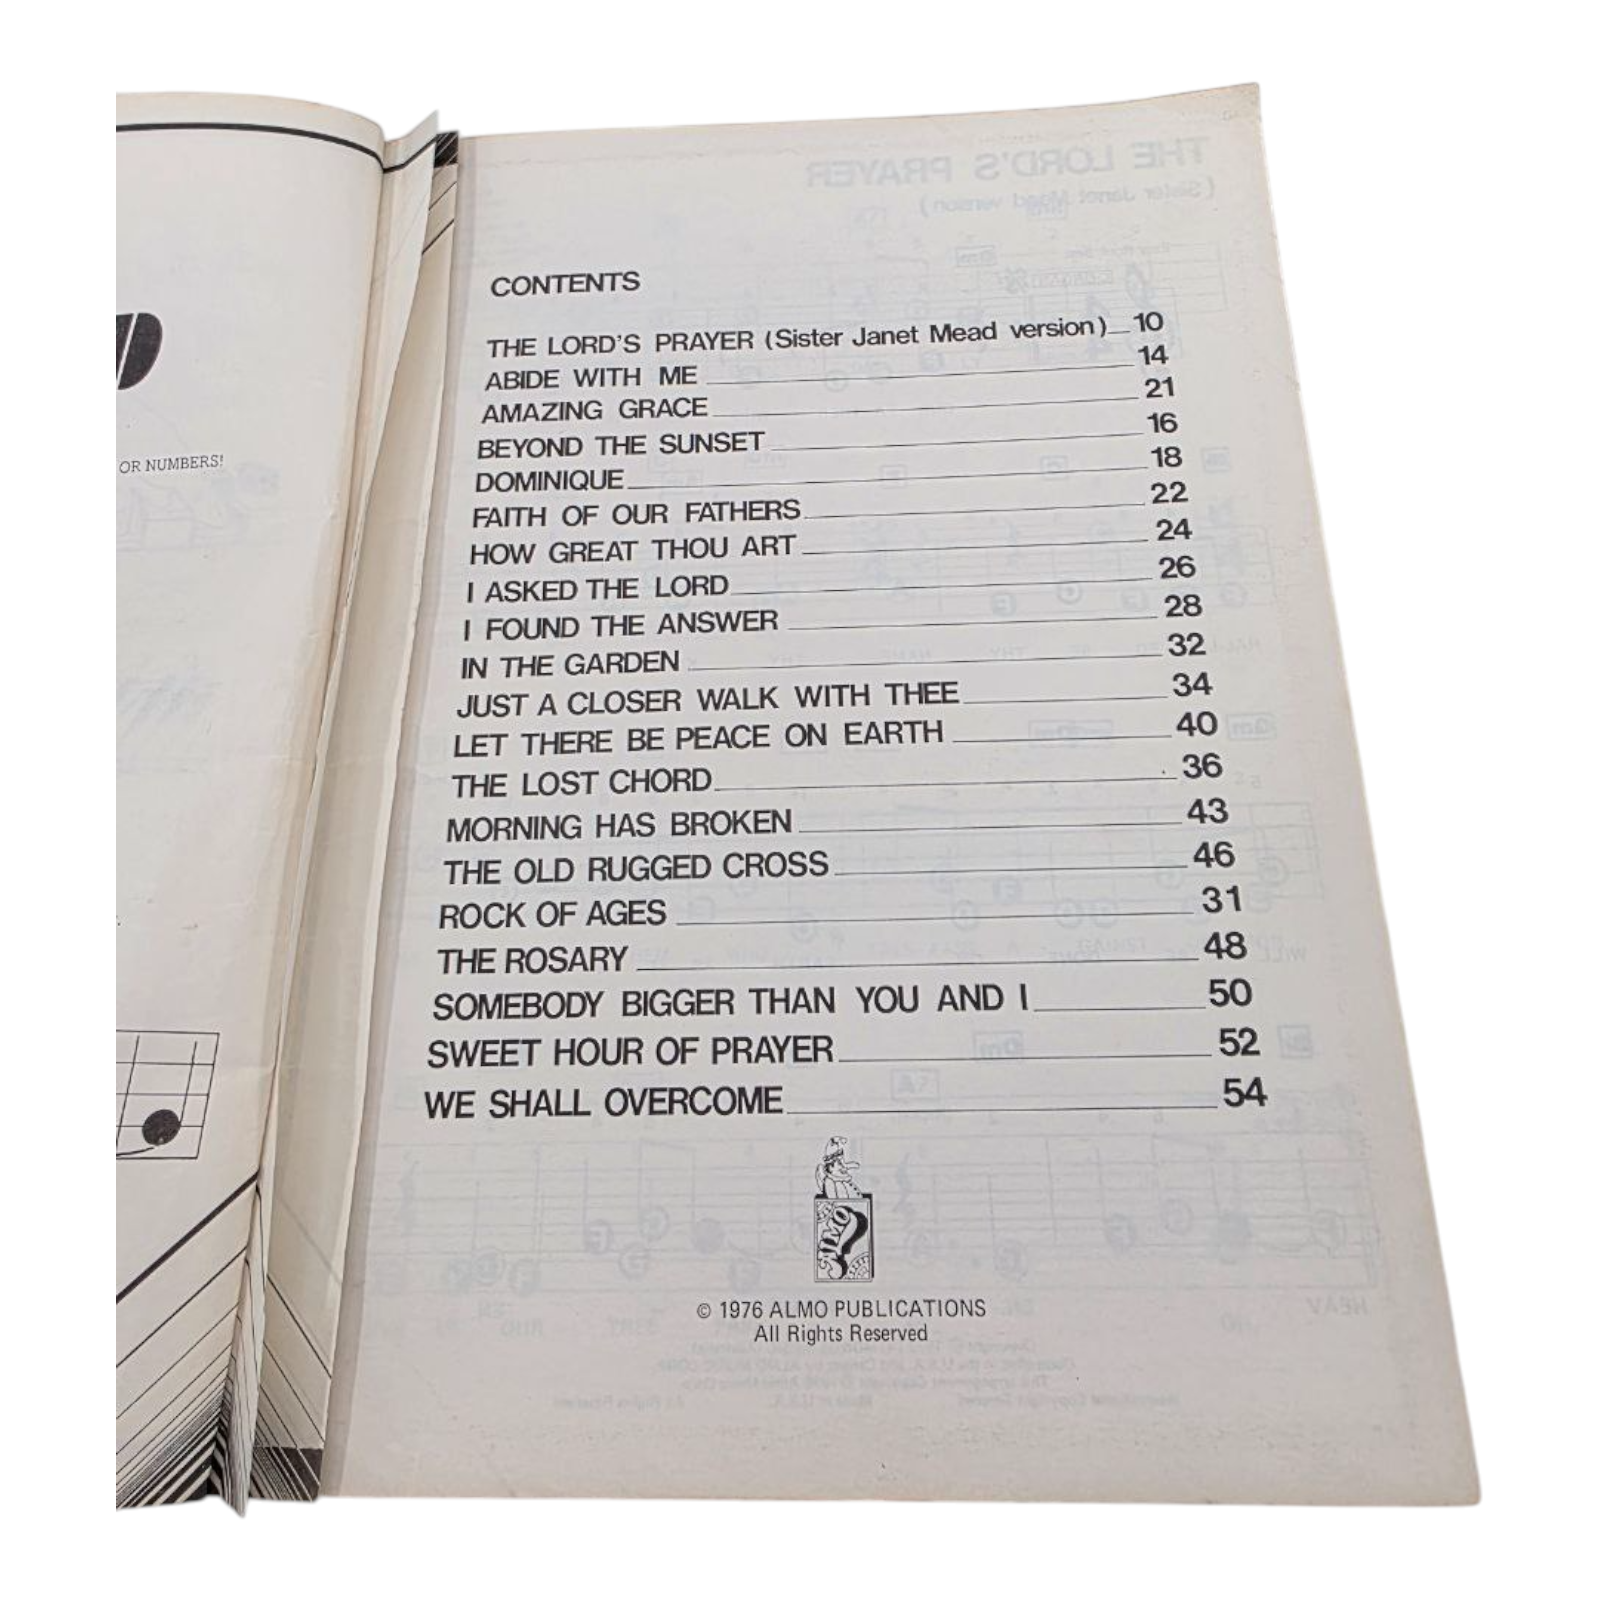 OR NUMBERS!
CONTENTS
THE LORD'S PRAYER (Sister Janet Mead version) 10
ABIDE WITH ME 14
AMAZING GRACE 21
BEYOND THE SUNSET 16
DOMINIQUE 18
FAITH OF OUR FATHERS 22
HOW GREAT THOU ART 24
I ASKED THE LORD 26
I FOUND THE ANSWER 28
IN THE GARDEN 32
JUST A CLOSER WALK WITH THEE 34
LET THERE BE PEACE ON EARTH 40
THE LOST CHORD 36
MORNING HAS BROKEN 43
THE OLD RUGGED CROSS 46
ROCK OF AGES 31
THE ROSARY 48
SOMEBODY BIGGER THAN YOU AND I 50
SWEET HOUR OF PRAYER 52
WE SHALL OVERCOME 54
ALMO
© 1976 ALMO PUBLICATIONS
All Rights Reserved